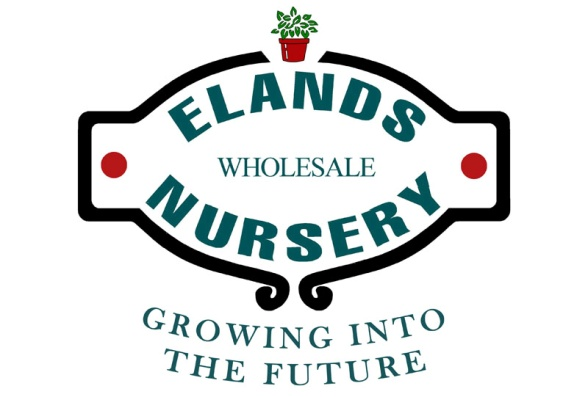 ELANDS
WHOLESALE
NURSERY
GROWING INTO
THE FUTURE